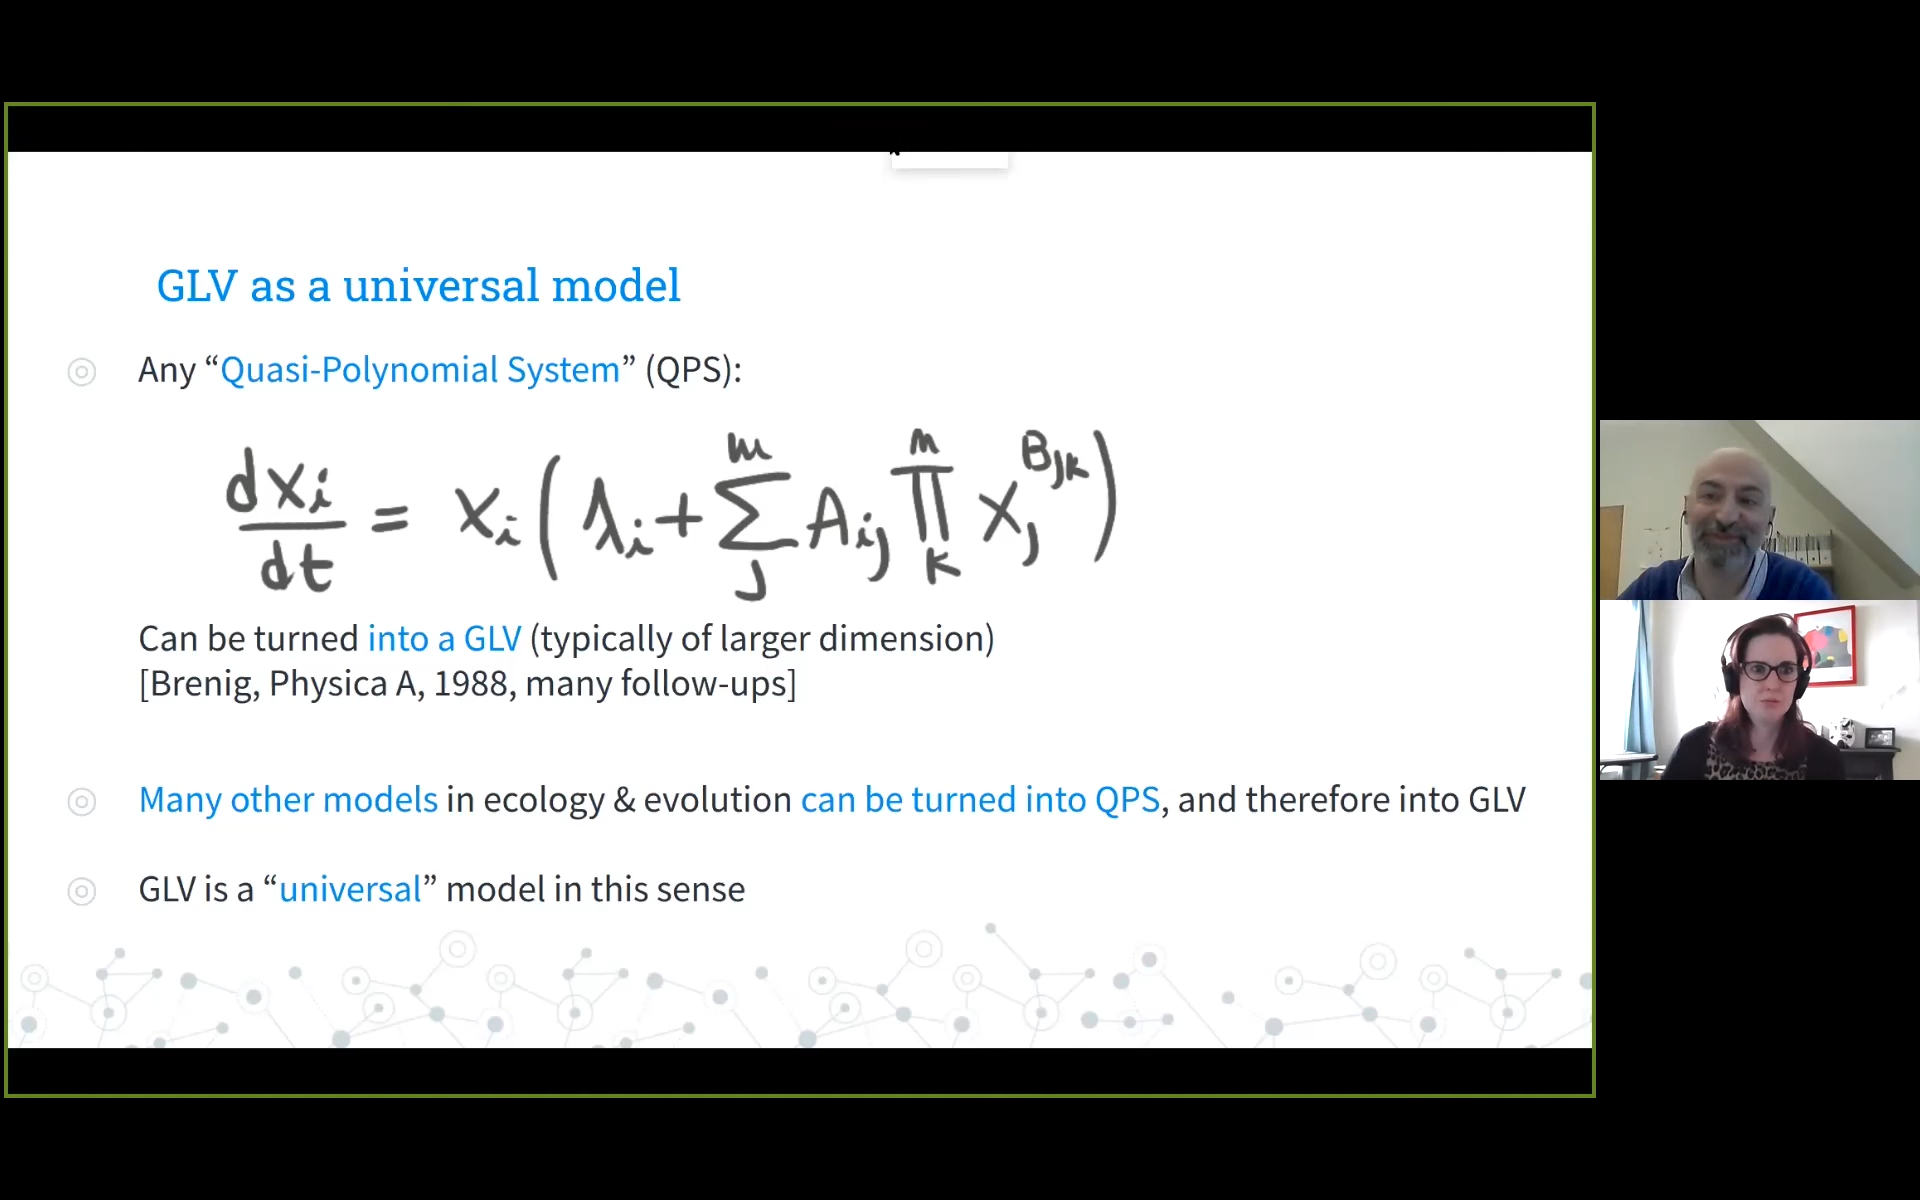 GLV as a universal model
Any “Quasi-Polynomial System” (QPS):
dxi/dt = xi ( λi + Σ_j^m Aij Π_k^n xj^Bjk )
Can be turned into a GLV (typically of larger dimension)
[Brenig, Physica A, 1988, many follow-ups]
Many other models in ecology & evolution can be turned into QPS, and therefore into GLV
GLV is a “universal” model in this sense